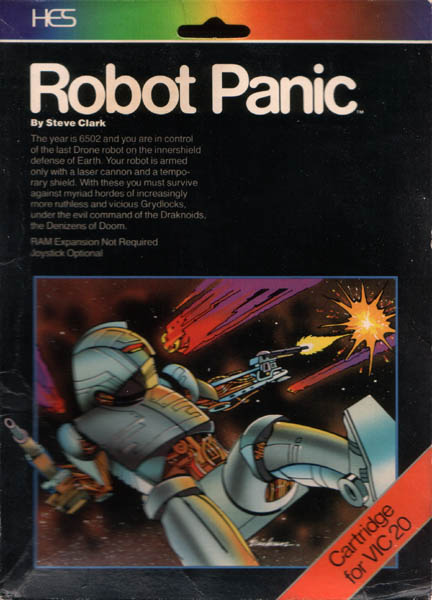 HES
Robot Panic™
By Steve Clark
The year is 6502 and you are in control
of the last Drone robot on the innershield
defense of Earth. Your robot is armed
only with a laser cannon and a tempo-
rary shield. With these you must survive
against myriad hordes of increasingly
more ruthless and vicious Grydlocks,
under the evil command of the Draknoids,
the Denizens of Doom.
RAM Expansion Not Required
Joystick Optional
Cartridge
for VIC 20